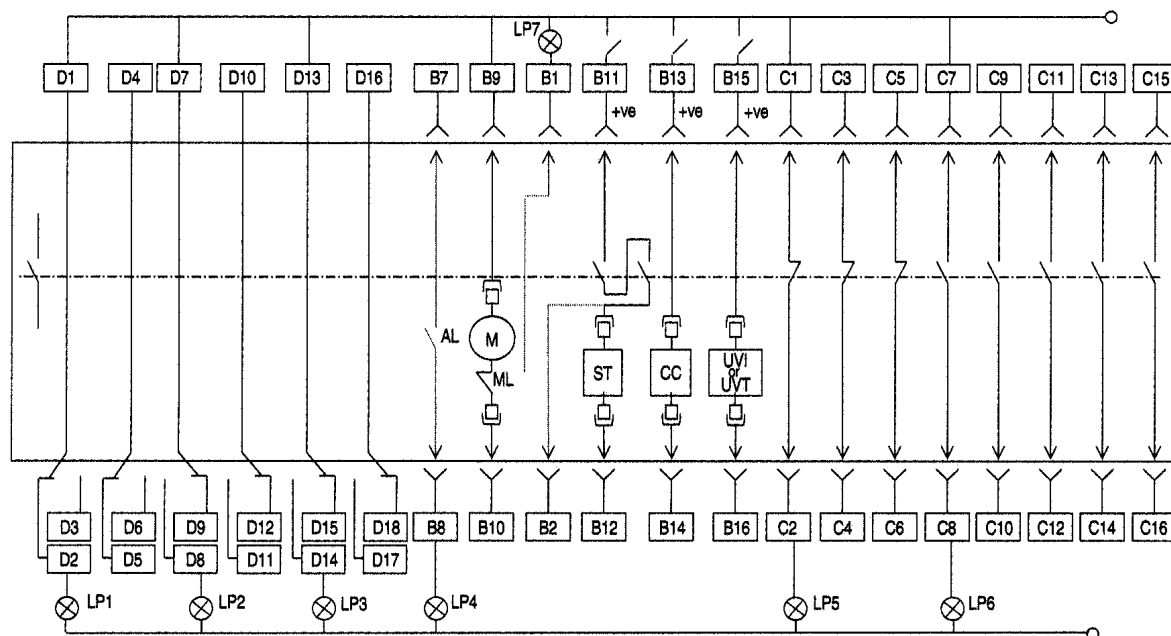 LP7
D1 D4 D7 D10 D13 D16 B7 B9 B1 B11 B13 B15 C1 C3 C5 C7 C9 C11 C13 C15
+ve +ve +ve
AL M
ML ST CC UVI
or
UVT
D3 D6 D9 D12 D15 D18 B8 B10 B2 B12 B14 B16 C2 C4 C6 C8 C10 C12 C14 C16
D2 D5 D8 D11 D14 D17
LP1 LP2 LP3 LP4 LP5 LP6